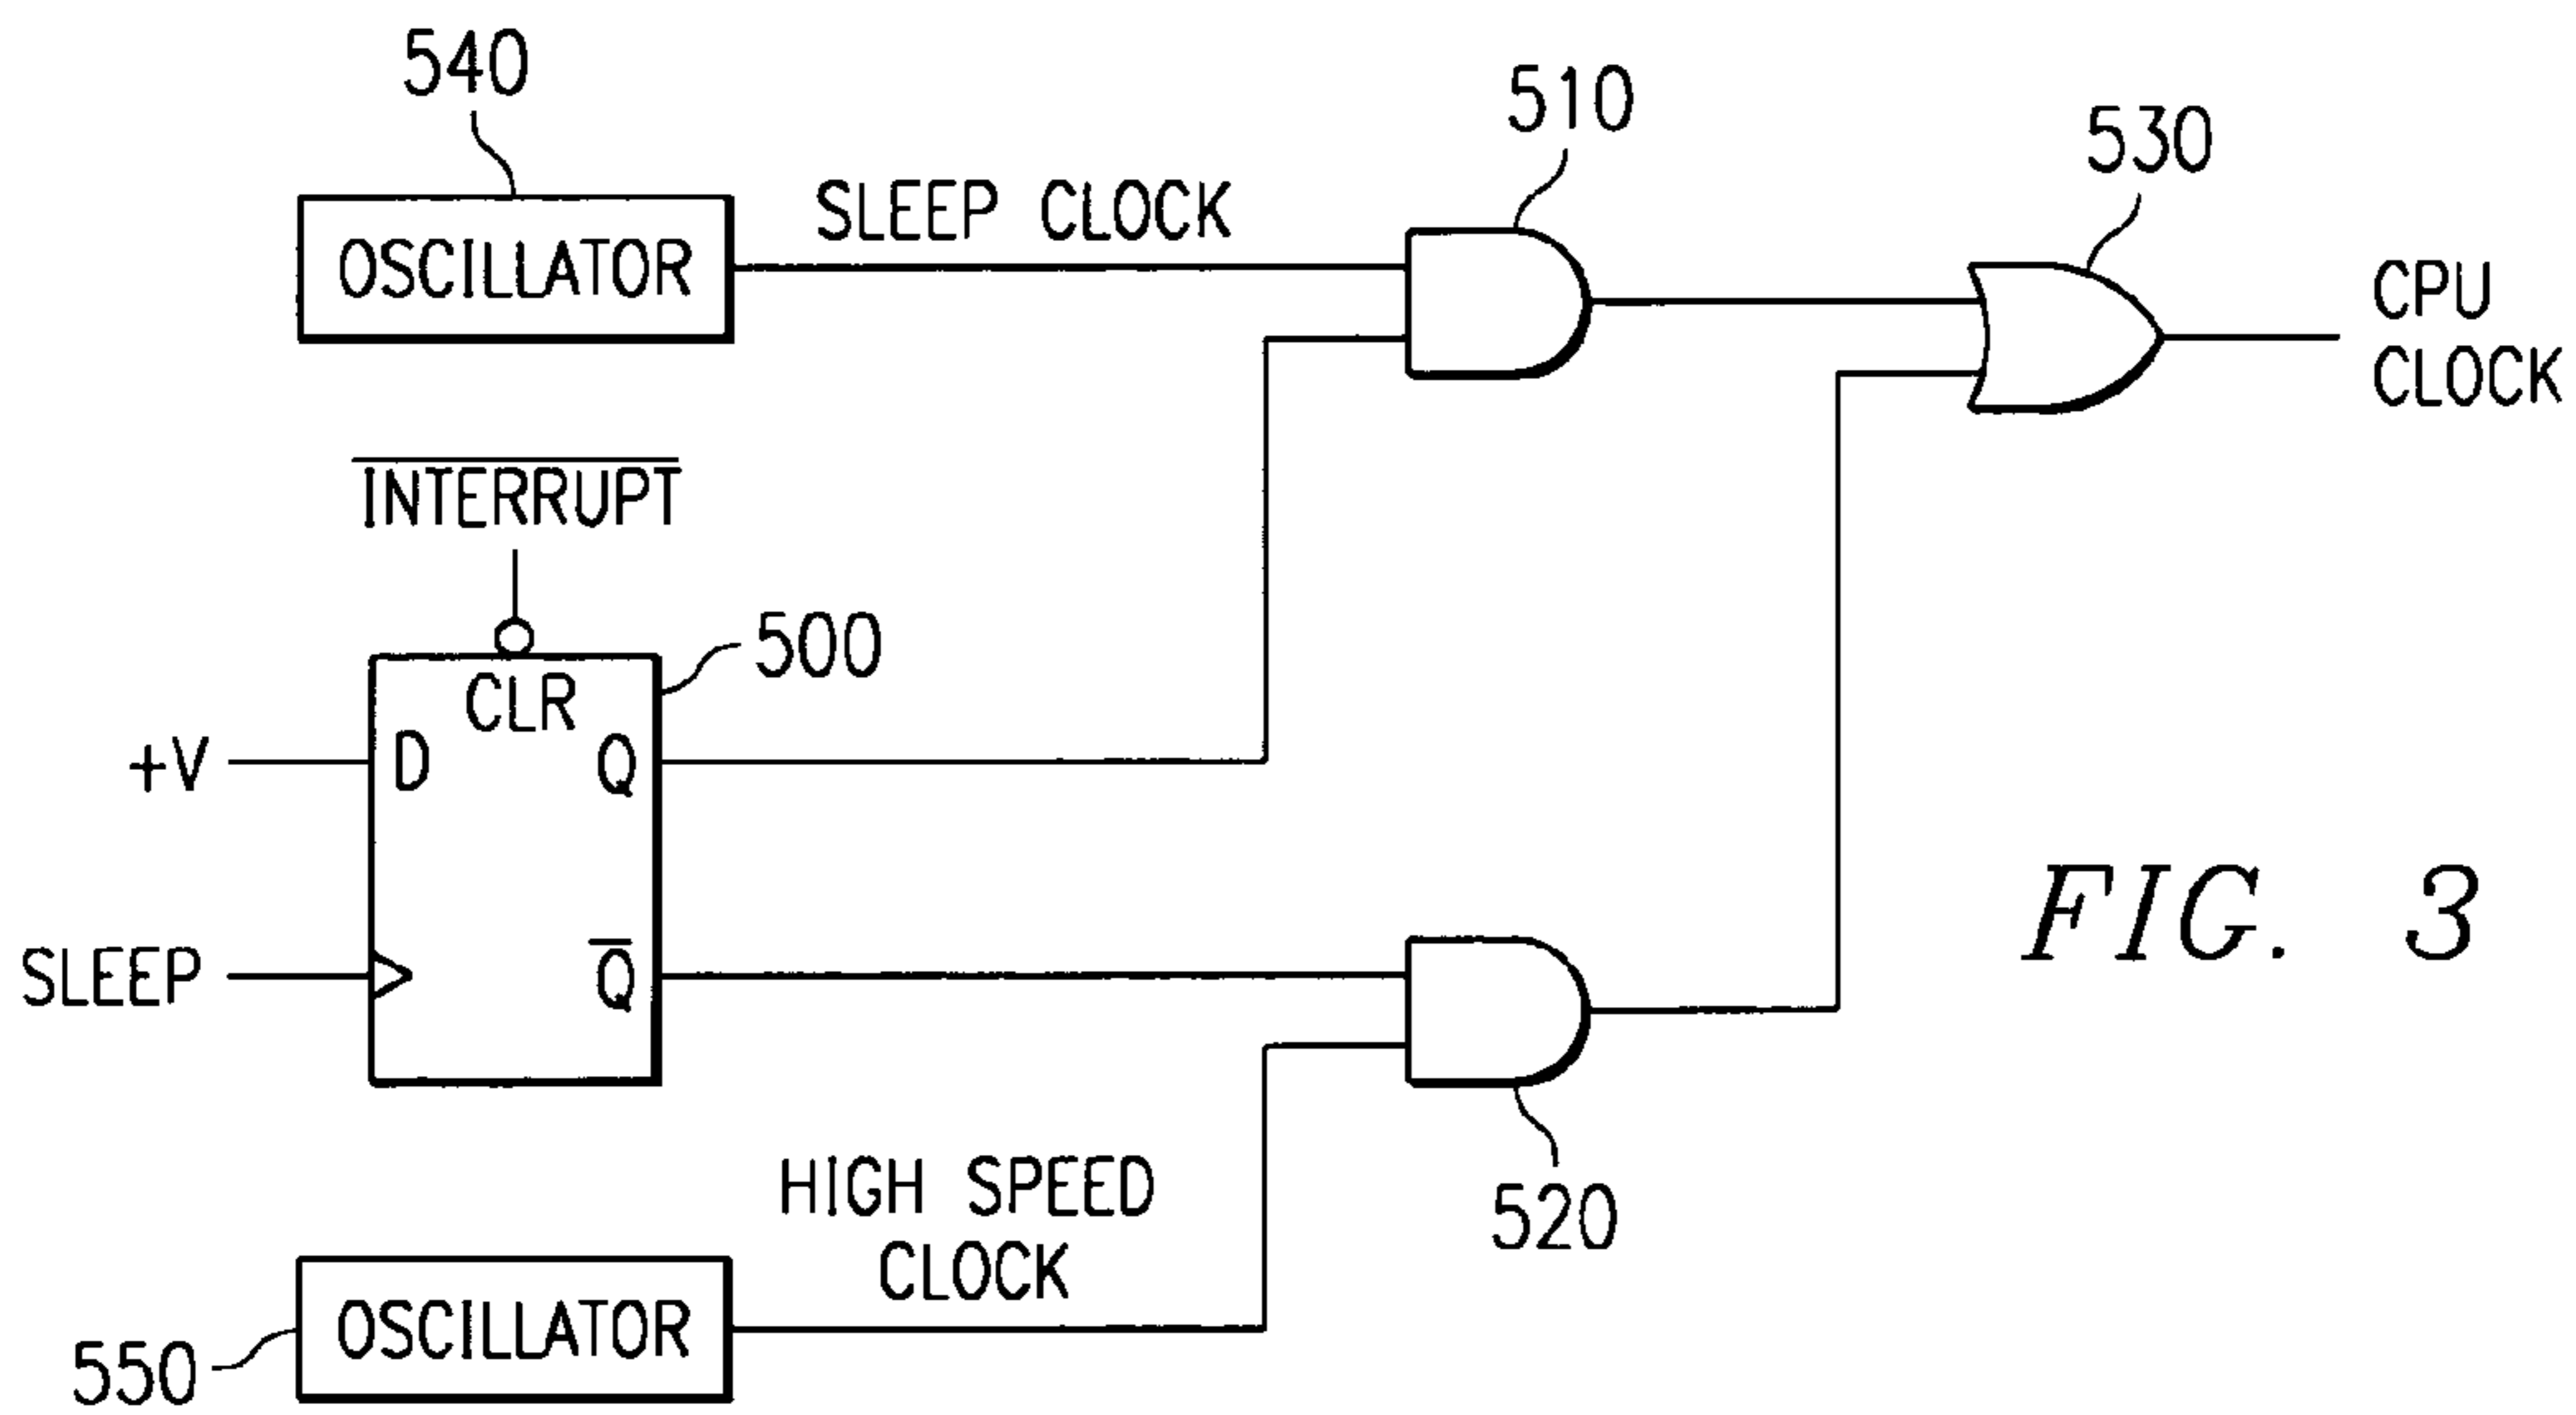 540
510
530
OSCILLATOR
SLEEP CLOCK
CPU
CLOCK
INTERRUPT
500
CLR
+V
D
Q
SLEEP
Q̅
FIG. 3
HIGH SPEED
CLOCK
520
OSCILLATOR
550